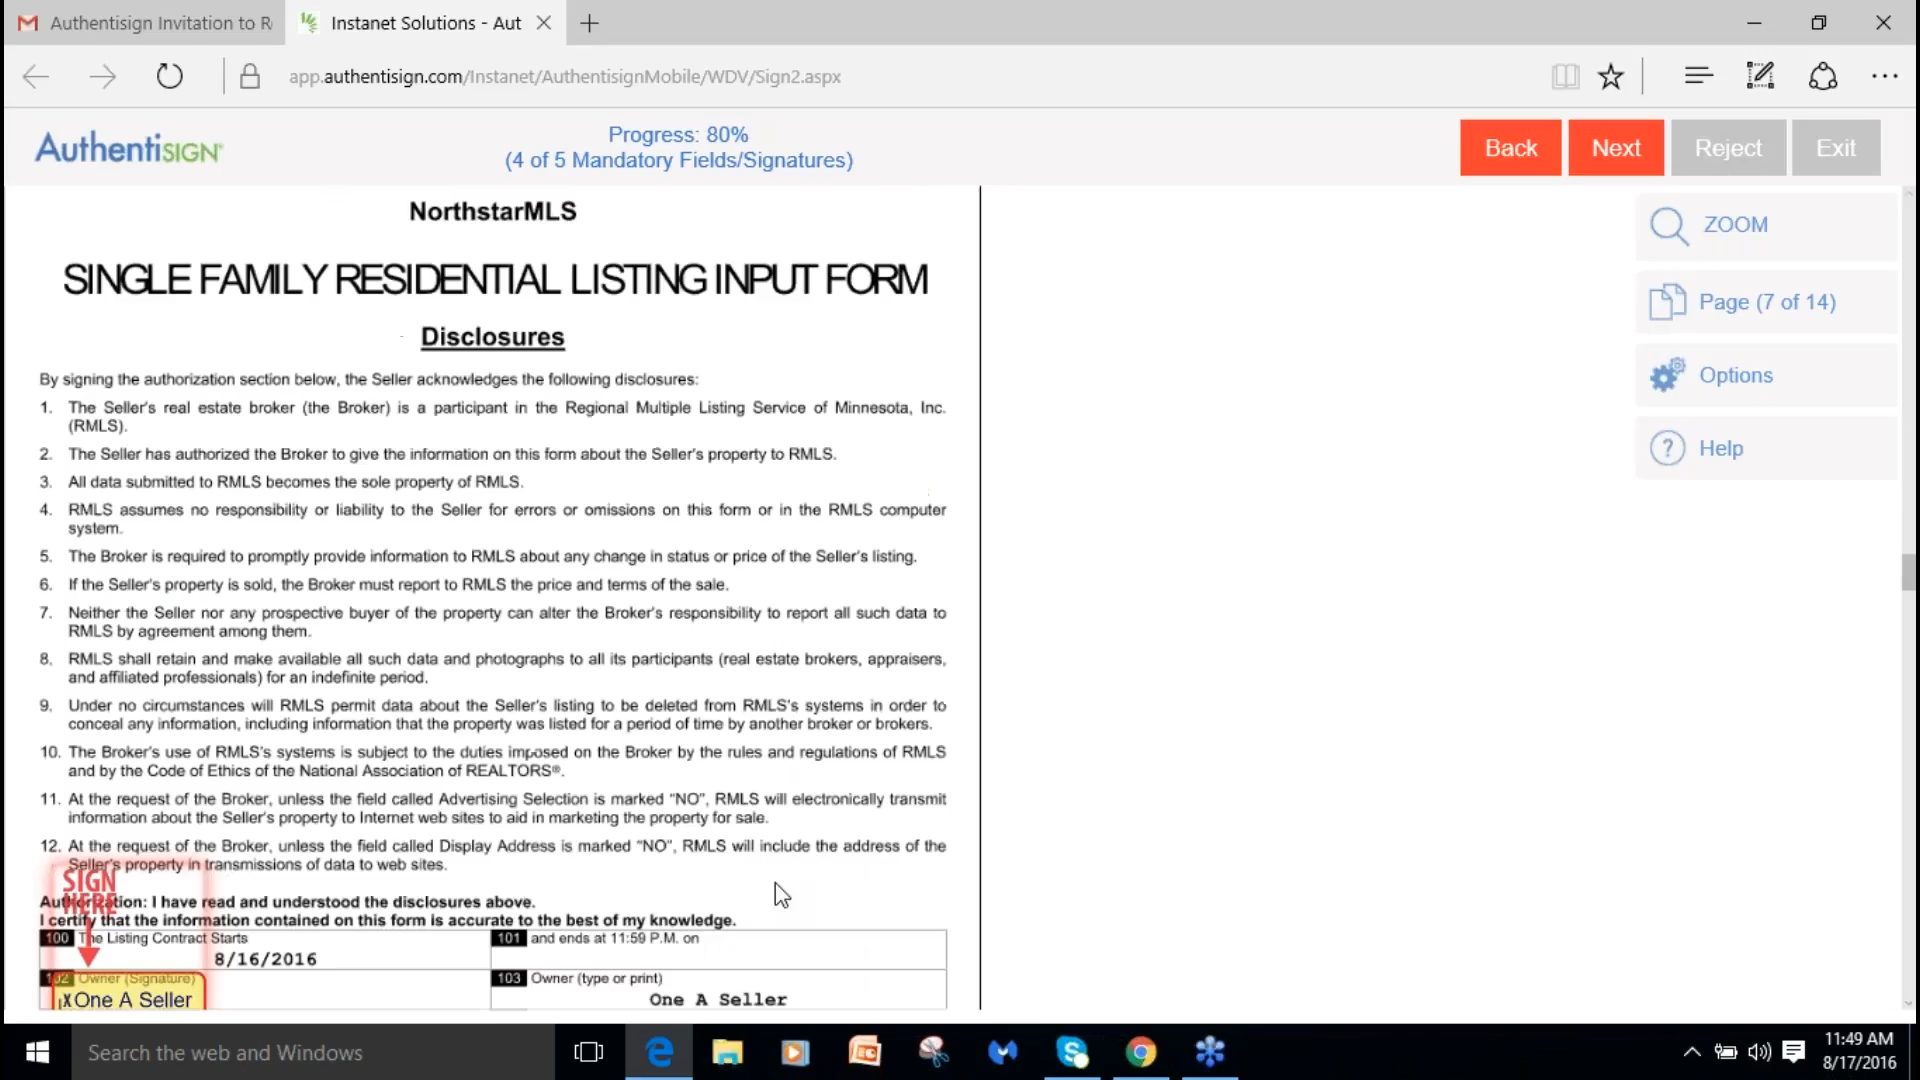 Authentisign Invitation to R
Instanet Solutions - Aut
app.authentisign.com/Instanet/AuthentisignMobile/WDV/Sign2.aspx
AuthentiSIGN
Progress: 80%
(4 of 5 Mandatory Fields/Signatures)
Back
Next
Reject
Exit
ZOOM
Page (7 of 14)
Options
? Help
NorthstarMLS
SINGLE FAMILY RESIDENTIAL LISTING INPUT FORM
Disclosures
By signing the authorization section below, the Seller acknowledges the following disclosures:
1. The Seller's real estate broker (the Broker) is a participant in the Regional Multiple Listing Service of Minnesota, Inc.
(RMLS).
2. The Seller has authorized the Broker to give the information on this form about the Seller's property to RMLS.
3. All data submitted to RMLS becomes the sole property of RMLS.
4. RMLS assumes no responsibility or liability to the Seller for errors or omissions on this form or in the RMLS computer
system.
5. The Broker is required to promptly provide information to RMLS about any change in status or price of the Seller's listing.
6. If the Seller's property is sold, the Broker must report to RMLS the price and terms of the sale.
7. Neither the Seller nor any prospective buyer of the property can alter the Broker's responsibility to report all such data to
RMLS by agreement among them.
8. RMLS shall retain and make available all such data and photographs to all its participants (real estate brokers, appraisers,
and affiliated professionals) for an indefinite period.
9. Under no circumstances will RMLS permit data about the Seller's listing to be deleted from RMLS's systems in order to
conceal any information, including information that the property was listed for a period of time by another broker or brokers.
10. The Broker's use of RMLS's systems is subject to the duties imposed on the Broker by the rules and regulations of RMLS
and by the Code of Ethics of the National Association of REALTORS®.
11. At the request of the Broker, unless the field called Advertising Selection is marked “NO”, RMLS will electronically transmit
information about the Seller's property to Internet web sites to aid in marketing the property for sale.
12. At the request of the Broker, unless the field called Display Address is marked “NO”, RMLS will include the address of the
Seller's property in transmissions of data to web sites.
SIGN
HERE
Authorization: I have read and understood the disclosures above.
I certify that the information contained on this form is accurate to the best of my knowledge.
100 The Listing Contract Starts
8/16/2016
101 and ends at 11:59 P.M. on
102 Owner (Signature)
X One A Seller
103 Owner (type or print)
One A Seller
Search the web and Windows
11:49 AM
8/17/2016